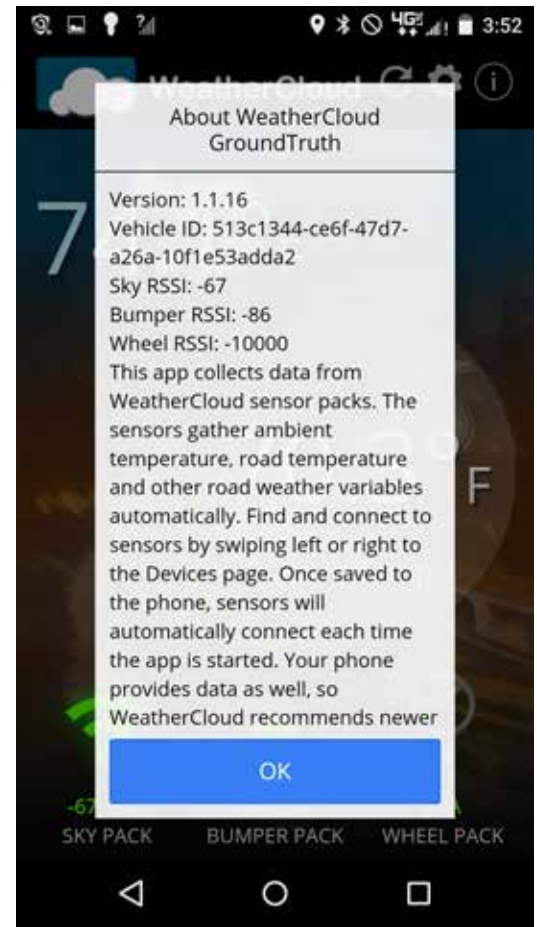 3:52
WeatherCloud
About WeatherCloud
GroundTruth
Version: 1.1.16
Vehicle ID: 513c1344-ce6f-47d7-
a26a-10f1e53adda2
Sky RSSI: -67
Bumper RSSI: -86
Wheel RSSI: -10000
This app collects data from
WeatherCloud sensor packs. The
sensors gather ambient
temperature, road temperature
and other road weather variables
automatically. Find and connect to
sensors by swiping left or right to
the Devices page. Once saved to
the phone, sensors will
automatically connect each time
the app is started. Your phone
provides data as well, so
WeatherCloud recommends newer
F
OK
-67
SKY PACK BUMPER PACK WHEEL PACK